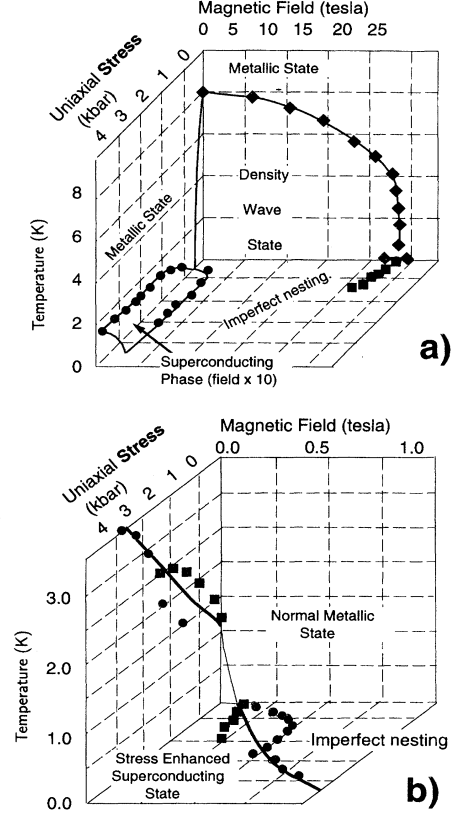 Magnetic Field (tesla)
0 5 10 15 20 25
Uniaxial Stress
(kbar)
4 3 2 1 0
Metallic State
Metallic State
Density
Wave
State
Imperfect nesting.
Temperature (K)
8
6
4
2
0
Superconducting
Phase (field x 10)
a)
Magnetic Field (tesla)
0.0 0.5 1.0
Uniaxial Stress
(kbar)
4 3 2 1 0
Temperature (K)
3.0
2.0
1.0
0.0
Normal Metallic
State
Imperfect nesting
Stress Enhanced
Superconducting
State
b)